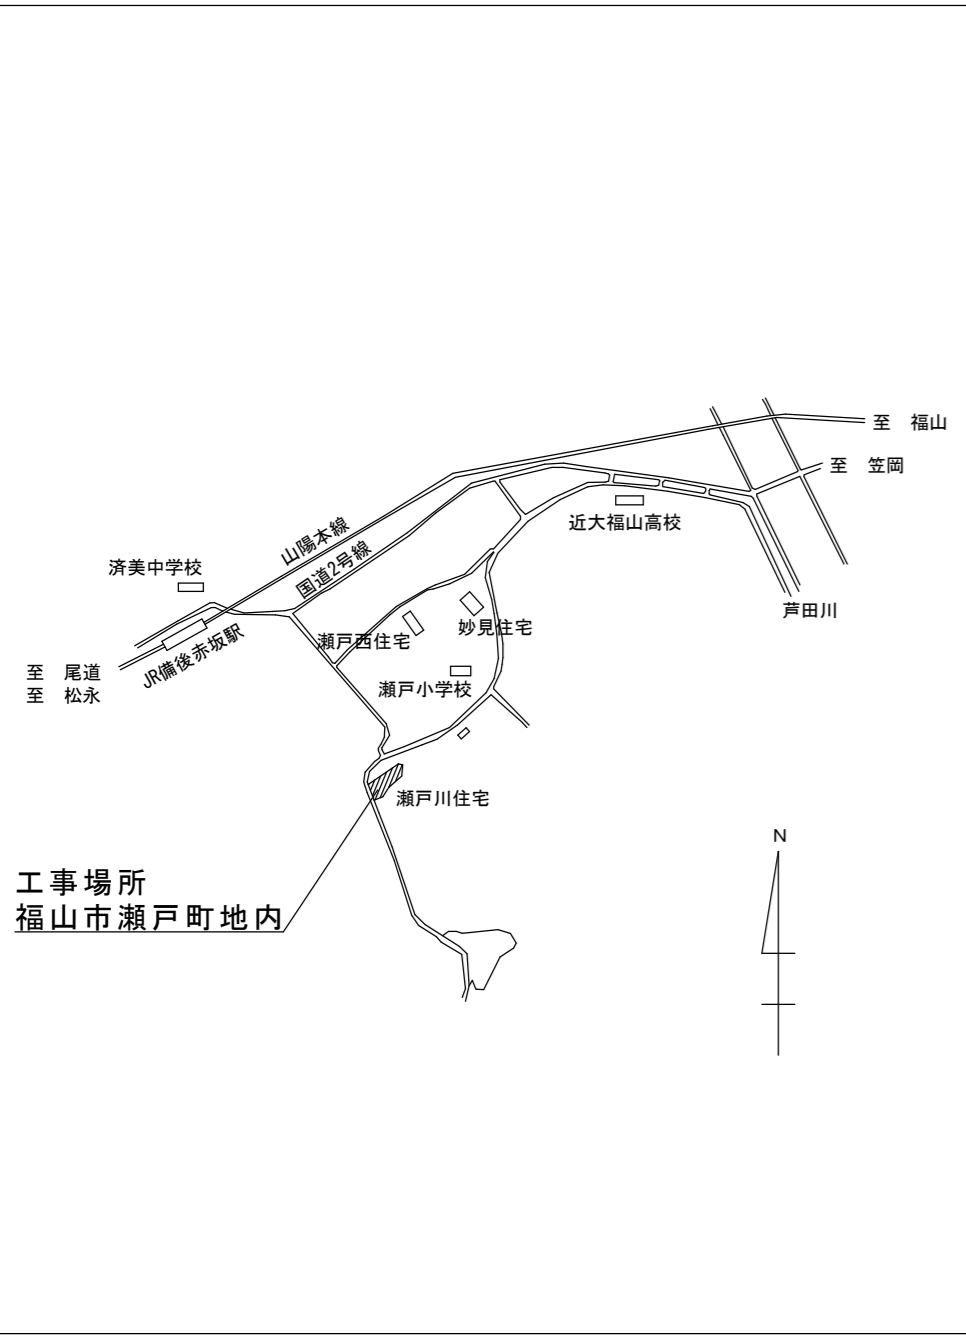 至　福山
至　笠岡
近大福山高校
山陽本線
国道2号線
済美中学校
芦田川
妙見住宅
瀬戸西住宅
JR備後赤坂駅
至　尾道
至　松永
瀬戸小学校
瀬戸川住宅
N
工事場所
福山市瀬戸町地内